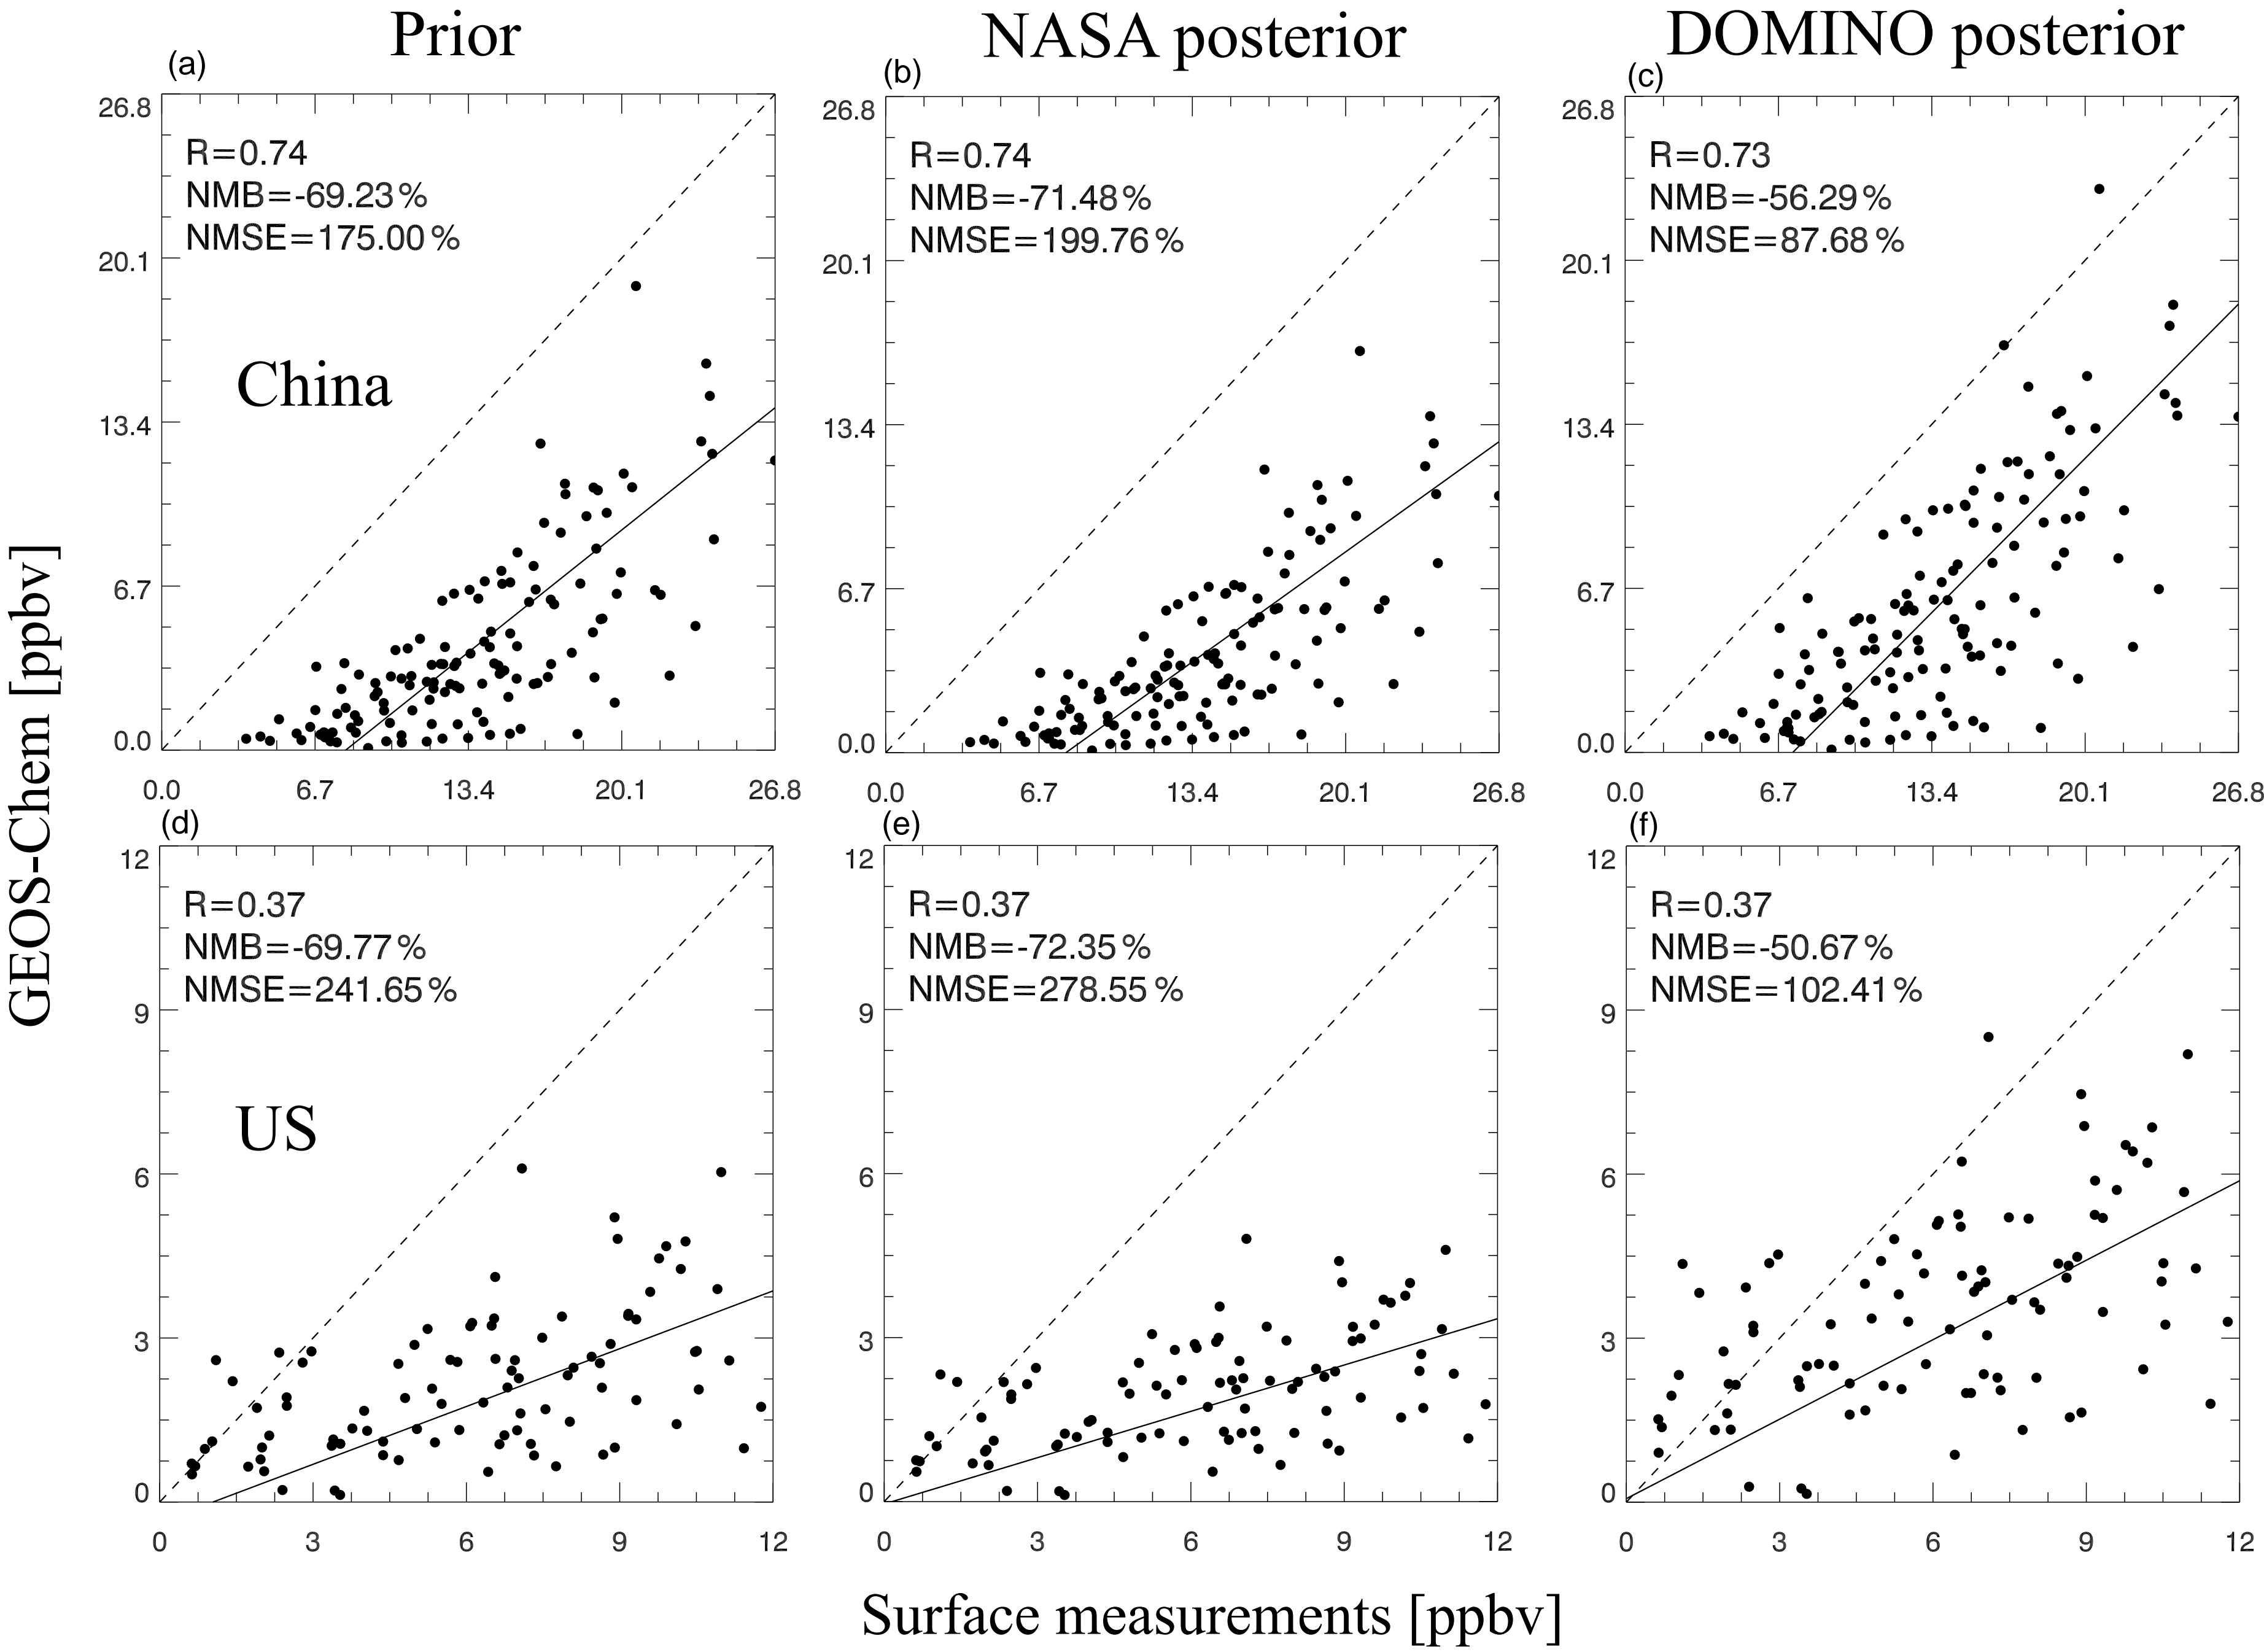 Prior
NASA posterior
DOMINO posterior
GEOS-Chem [ppbv]
(a)
26.8
20.1
13.4
6.7
0.0
R=0.74
NMB=-69.23%
NMSE=175.00%
China
0.0 6.7 13.4 20.1 26.8
(b)
26.8
20.1
13.4
6.7
0.0
R=0.74
NMB=-71.48%
NMSE=199.76%
0.0 6.7 13.4 20.1 26.8
(c)
26.8
20.1
13.4
6.7
0.0
R=0.73
NMB=-56.29%
NMSE=87.68%
0.0 6.7 13.4 20.1 26.8
(d)
12
9
6
3
0
R=0.37
NMB=-69.77%
NMSE=241.65%
US
0 3 6 9 12
(e)
12
9
6
3
0
R=0.37
NMB=-72.35%
NMSE=278.55%
0 3 6 9 12
(f)
12
9
6
3
0
R=0.37
NMB=-50.67%
NMSE=102.41%
0 3 6 9 12
Surface measurements [ppbv]